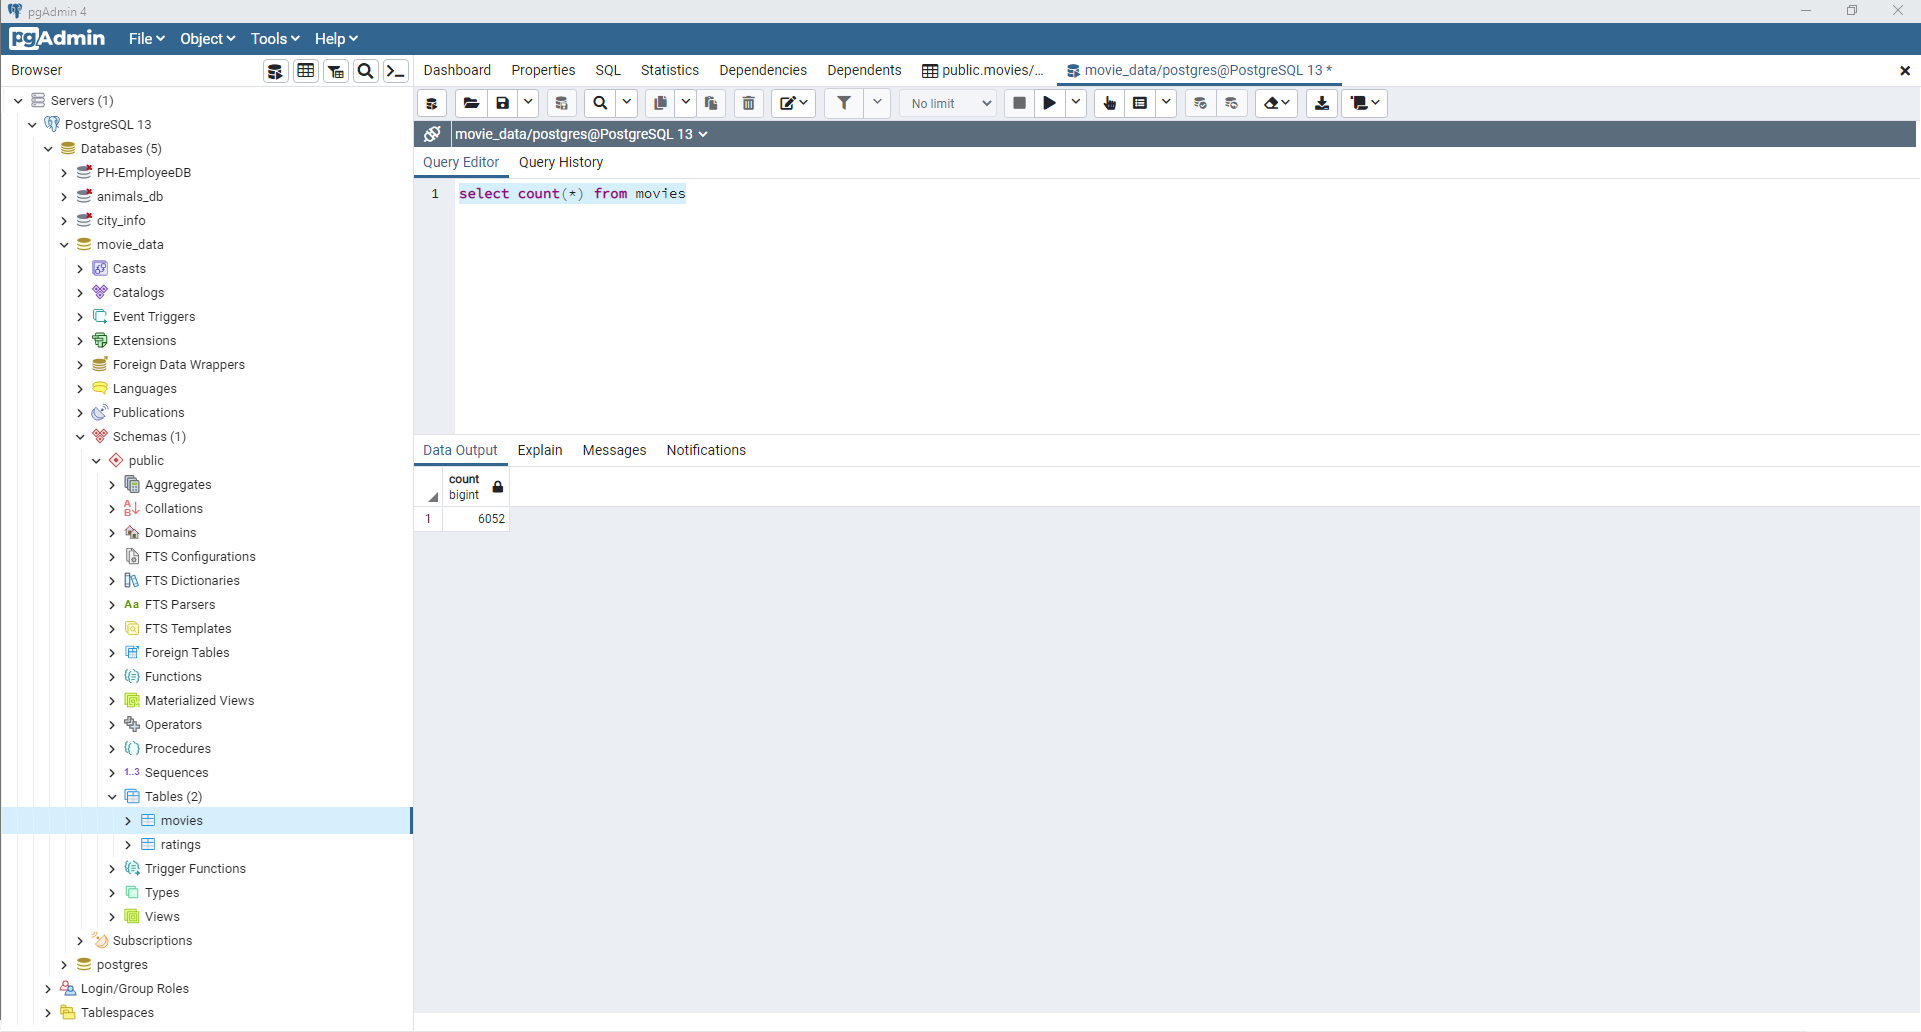 pgAdmin 4
pgAdmin File Object Tools Help
Browser
Dashboard Properties SQL Statistics Dependencies Dependents public.movies/... movie_data/postgres@PostgreSQL 13 *
No limit
movie_data/postgres@PostgreSQL 13
Query Editor Query History
1 select count(*) from movies
Data Output Explain Messages Notifications
count
bigint
1 6052
Servers (1)
PostgreSQL 13
Databases (5)
PH-EmployeeDB
animals_db
city_info
movie_data
Casts
Catalogs
Event Triggers
Extensions
Foreign Data Wrappers
Languages
Publications
Schemas (1)
public
Aggregates
Collations
Domains
FTS Configurations
FTS Dictionaries
Aa FTS Parsers
FTS Templates
Foreign Tables
Functions
Materialized Views
Operators
Procedures
1..3 Sequences
Tables (2)
movies
ratings
Trigger Functions
Types
Views
Subscriptions
postgres
Login/Group Roles
Tablespaces